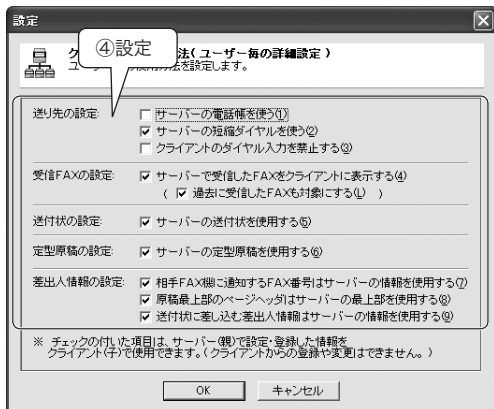 設定
④設定
ク 法(ユーザー毎の詳細設定)
ユーザー を設定します。
送り先の設定:
サーバーの電話帳を使う(1)
サーバーの短縮ダイヤルを使う(2)
クライアントのダイヤル入力を禁止する(3)
受信FAXの設定:
サーバーで受信したFAXをクライアントに表示する(4)
( 過去に受信したFAXも対象にする(L) )
送付状の設定:
サーバーの送付状を使用する(5)
定型原稿の設定:
サーバーの定型原稿を使用する(6)
差出人情報の設定:
相手FAX機に通知するFAX番号はサーバーの情報を使用する(7)
原稿最上部のページヘッダはサーバーの最上部を使用する(8)
送付状に差し込む差出人情報はサーバーの情報を使用する(9)
※ チェックの付いた項目は、サーバー(親)で設定・登録した情報を
クライアント(子)で使用できます。(クライアントからの登録や変更はできません。)
OK
キャンセル